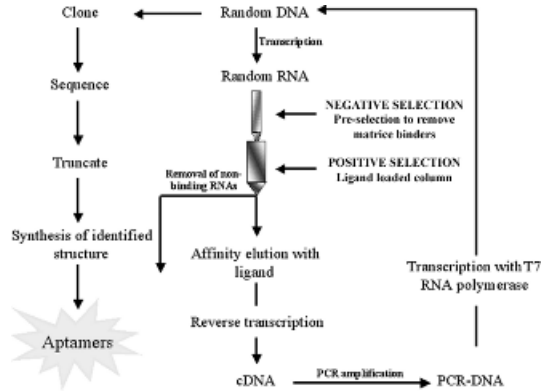 Clone
Random DNA
Transcription
Random RNA
Sequence
NEGATIVE SELECTION
Pre-selection to remove
matrice binders
Truncate
POSITIVE SELECTION
Ligand loaded column
Removal of non-
binding RNAs
Synthesis of identified
structure
Affinity elution with
ligand
Transcription with T7
RNA polymerase
Reverse transcription
Aptamers
cDNA
PCR amplification
PCR-DNA